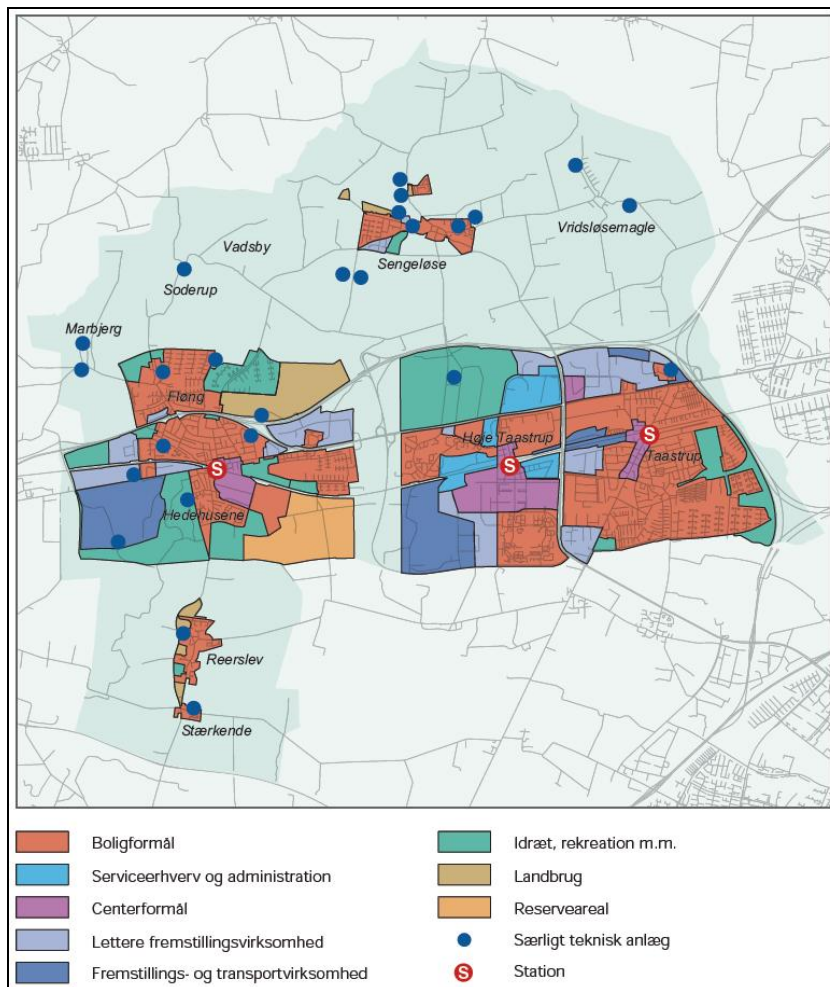 Vadsby
Vridsløsemagle
Sengeløse
Soderup
Marbjerg
Fløng
Høje Taastrup
S
Taastrup
S
S
Hedehusene
Reerslev
Stærkende
Boligformål
Serviceerhverv og administration
Centerformål
Lettere fremstillingsvirksomhed
Fremstillings- og transportvirksomhed
Idræt, rekreation m.m.
Landbrug
Reserveareal
Særligt teknisk anlæg
S Station